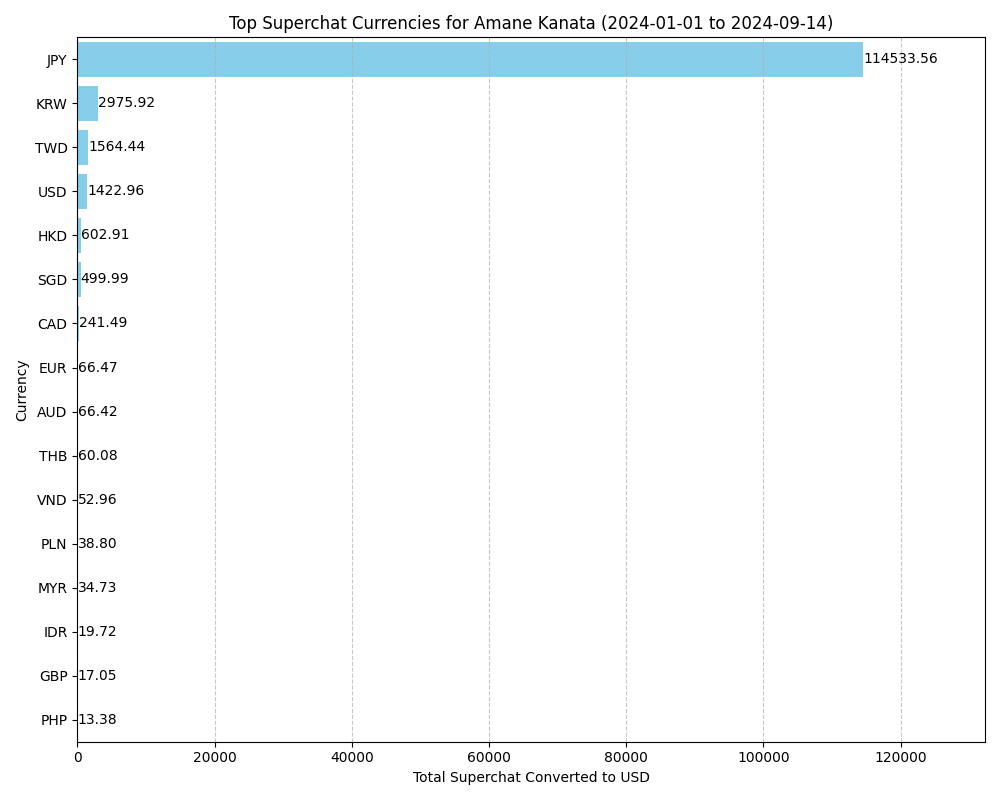 Top Superchat Currencies for Amane Kanata (2024-01-01 to 2024-09-14)
JPY 114533.56
KRW 2975.92
TWD 1564.44
USD 1422.96
HKD 602.91
SGD 499.99
CAD 241.49
EUR 66.47
AUD 66.42
THB 60.08
VND 52.96
PLN 38.80
MYR 34.73
IDR 19.72
GBP 17.05
PHP 13.38
Currency
0 20000 40000 60000 80000 100000 120000
Total Superchat Converted to USD